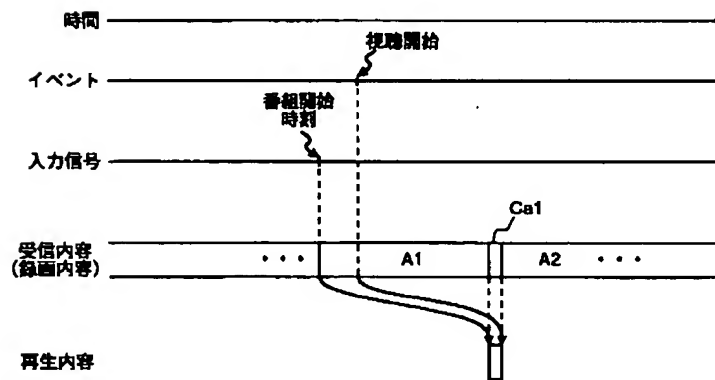 時間
視聴開始
イベント
番組開始
時刻
入力信号
Ca1
受信内容
(録画内容)
・・・
A1
A2
・・・
再生内容